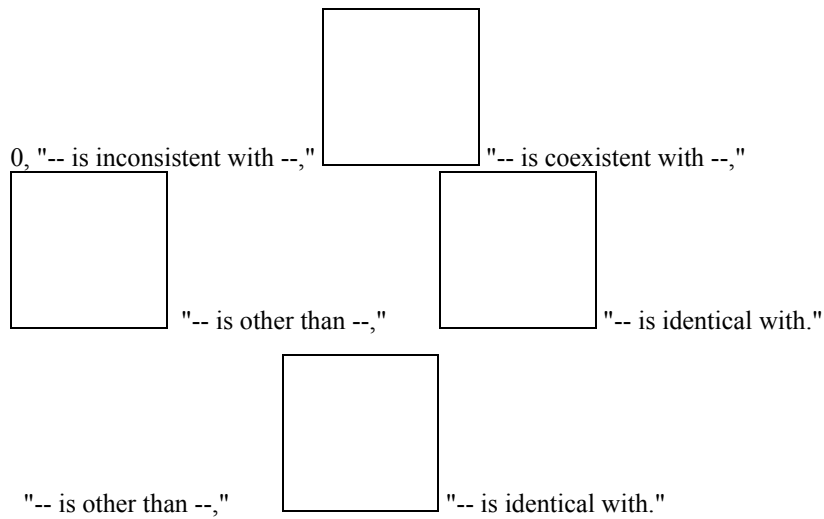 0, "-- is inconsistent with --," "-- is coexistent with --,"
"-- is other than --," "-- is identical with."
"-- is other than --," "-- is identical with."